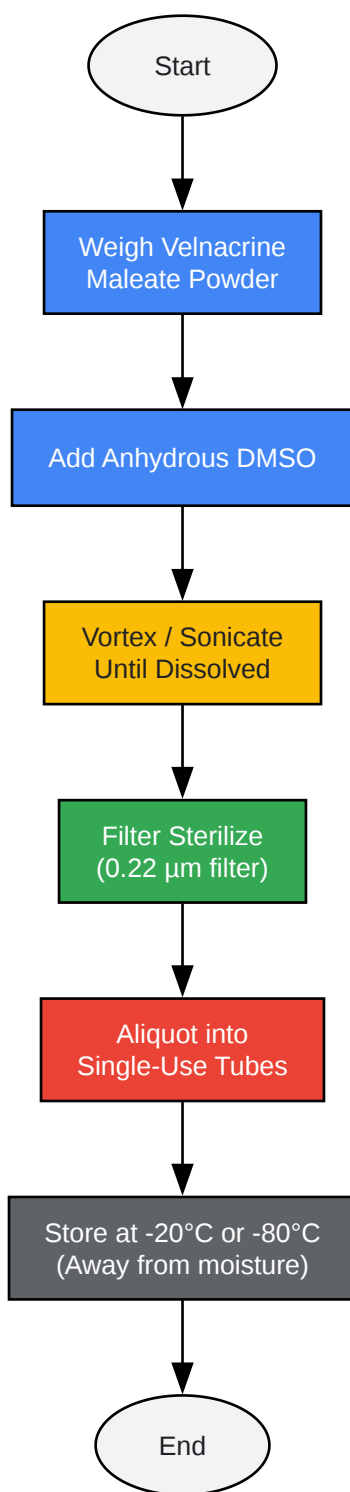 Start
Weigh Velnacrine
Maleate Powder
Add Anhydrous DMSO
Vortex / Sonicate
Until Dissolved
Filter Sterilize
(0.22 µm filter)
Aliquot into
Single-Use Tubes
Store at -20°C or -80°C
(Away from moisture)
End